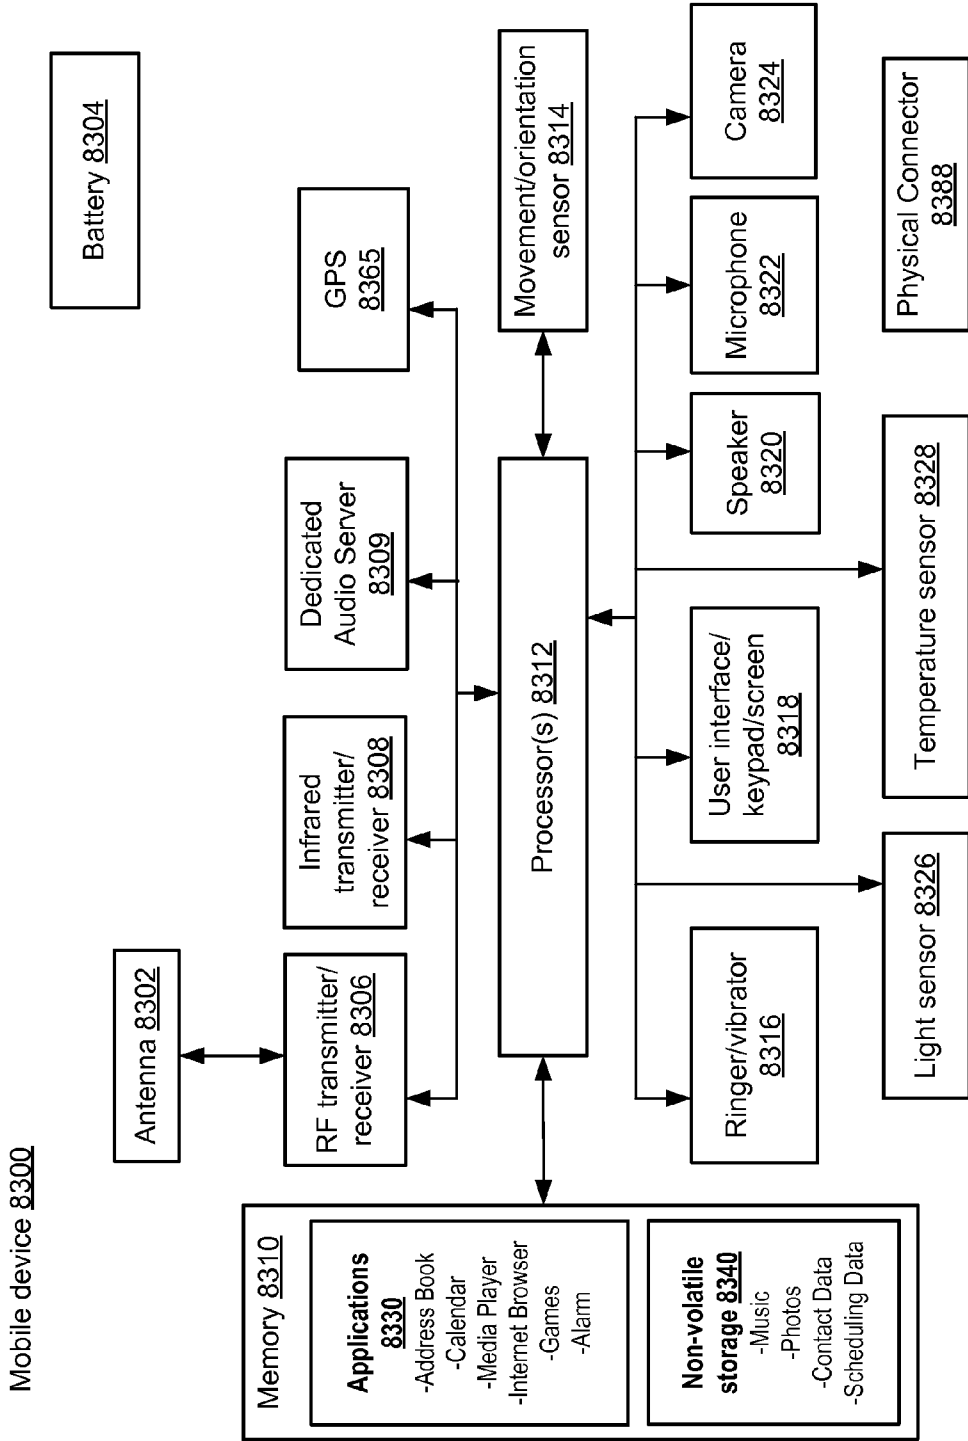 Mobile device 8300
Battery 8304
Antenna 8302
GPS
8365
Dedicated
Audio Server
8309
Infrared
transmitter/
receiver 8308
RF transmitter/
receiver 8306
Memory 8310
Applications
8330
-Address Book
-Calendar
-Media Player
-Internet Browser
-Games
-Alarm
Non-volatile
storage 8340
-Music
-Photos
-Contact Data
-Scheduling Data
Processor(s) 8312
Movement/orientation
sensor 8314
Ringer/vibrator
8316
User interface/
keypad/screen
8318
Speaker
8320
Microphone
8322
Camera
8324
Light sensor 8326
Temperature sensor 8328
Physical Connector
8388